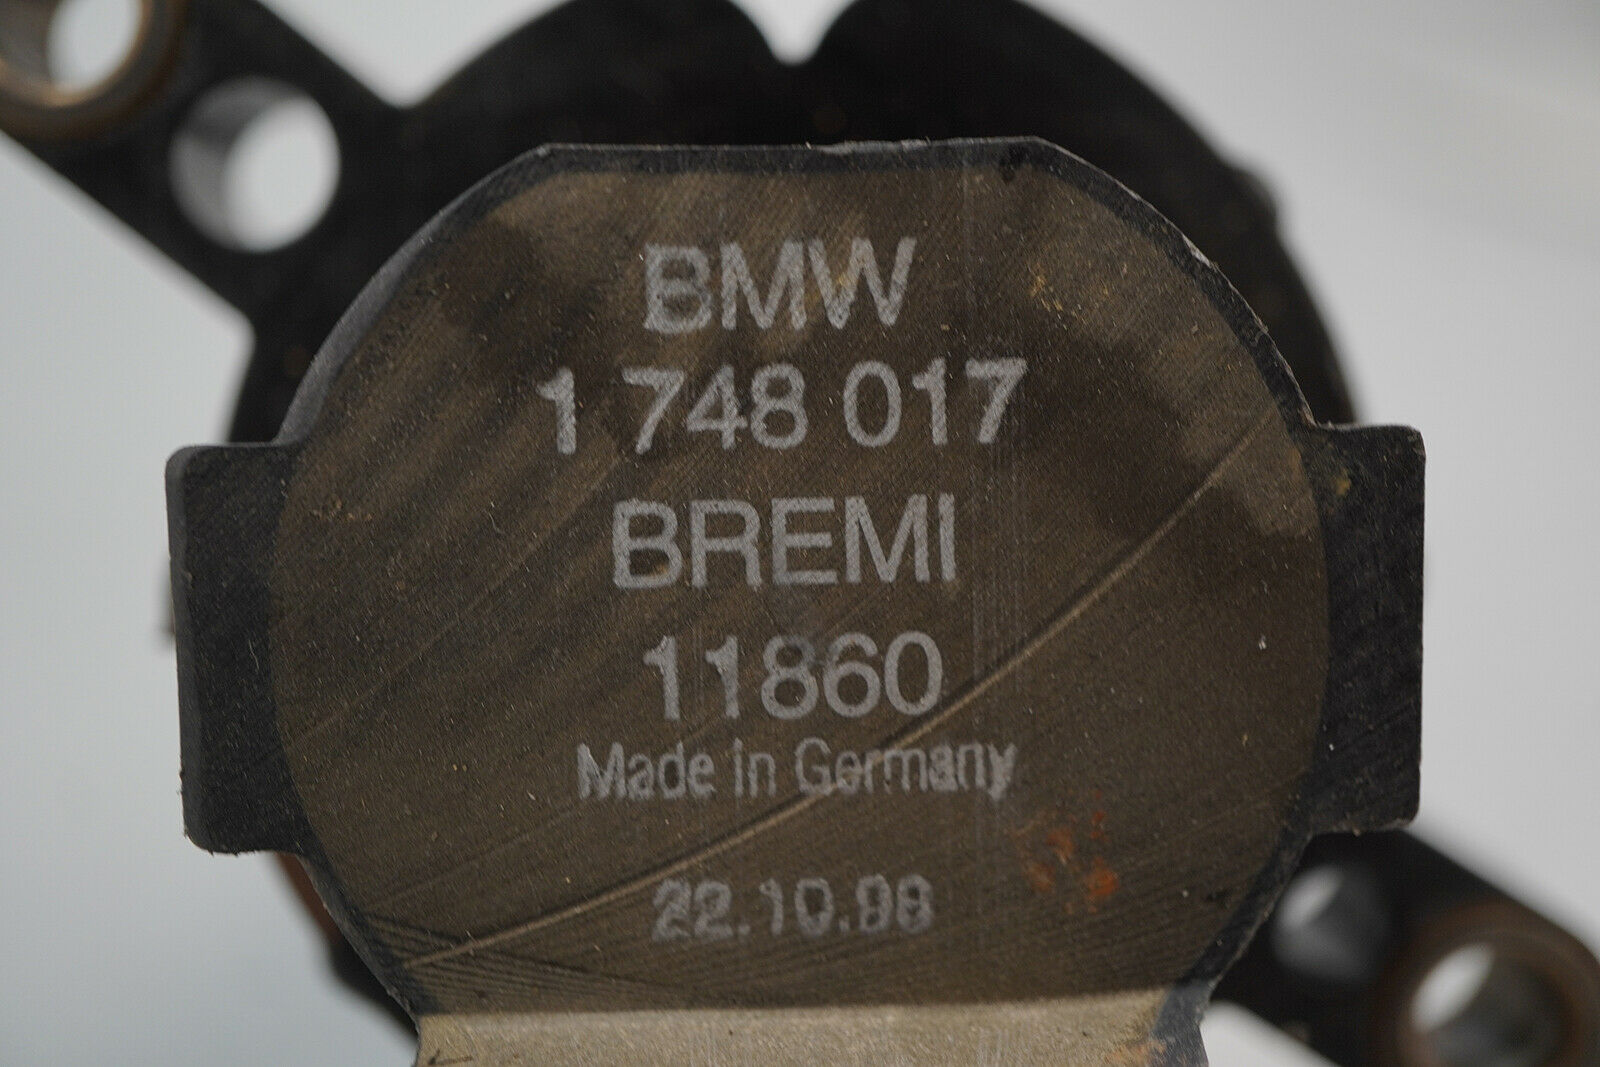 BMW
1 748 017
BREMI
11860
Made in Germany
22.10.98